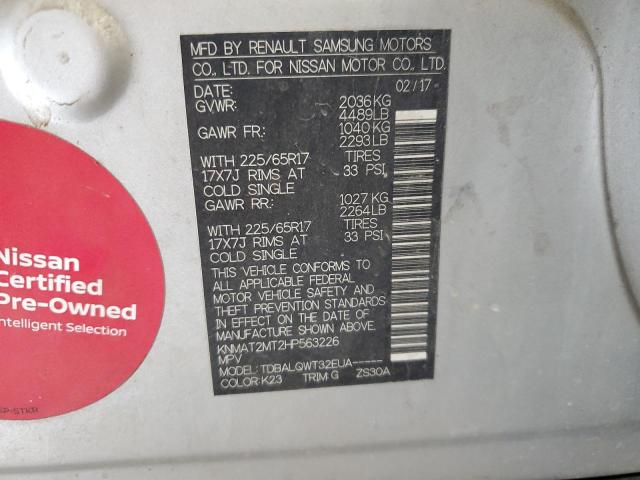 MFD BY RENAULT SAMSUNG MOTORS
CO., LTD. FOR NISSAN MOTOR CO., LTD.
DATE: 02/17
GVWR: 2036 KG
4489 LB
GAWR FR: 1040 KG
2293 LB
WITH 225/65R17 TIRES
17X7J RIMS AT 33 PSI
COLD SINGLE
GAWR RR: 1027 KG
2264 LB
WITH 225/65R17 TIRES
17X7J RIMS AT 33 PSI
COLD SINGLE
THIS VEHICLE CONFORMS TO
ALL APPLICABLE FEDERAL
MOTOR VEHICLE SAFETY AND
THEFT PREVENTION STANDARDS
IN EFFECT ON THE DATE OF
MANUFACTURE SHOWN ABOVE.
KNMAT2MT2HP563226
MPV
MODEL: TDBALQWT32EUA-----
COLOR: K23 TRIM: G ZS30A
Nissan
Certified
Pre-Owned
Intelligent Selection